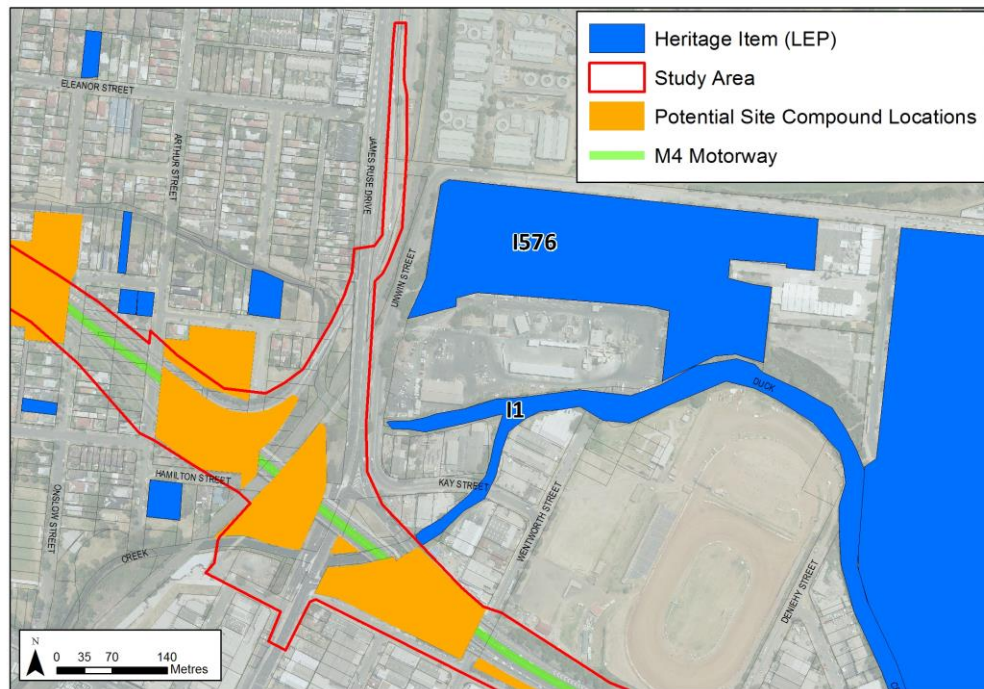 Heritage Item (LEP)
Study Area
Potential Site Compound Locations
M4 Motorway
ELEANOR STREET
ARTHUR STREET
JAMES RUSE DRIVE
UNWIN STREET
I576
I1
DUCK
HAMILTON STREET
KAY STREET
ONSLOW STREET
WENTWORTH STREET
CREEK
DENIEHY STREET
N
0 35 70 140
Metres